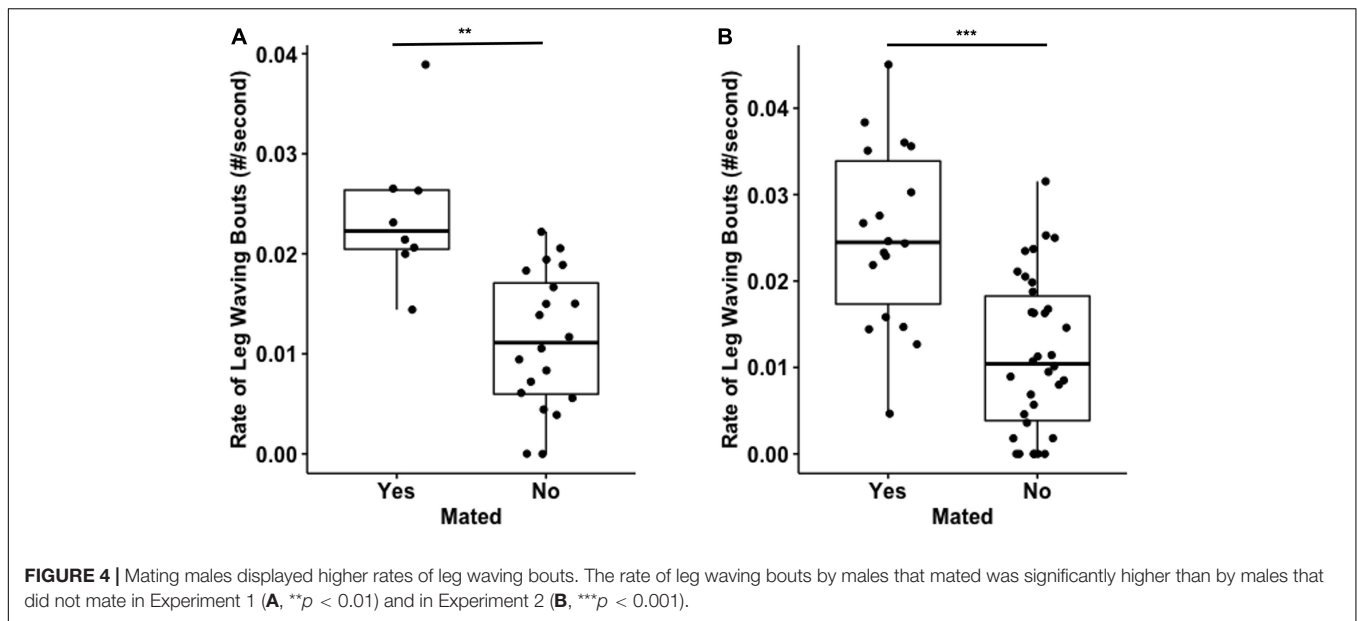 A
**
0.04
0.03
0.02
0.01
0.00
Rate of Leg Waving Bouts (#/second)
Yes
No
Mated
B
***
0.04
0.03
0.02
0.01
0.00
Rate of Leg Waving Bouts (#/second)
Yes
No
Mated
FIGURE 4 | Mating males displayed higher rates of leg waving bouts. The rate of leg waving bouts by males that mated was significantly higher than by males that
did not mate in Experiment 1 (A, **p < 0.01) and in Experiment 2 (B, ***p < 0.001).